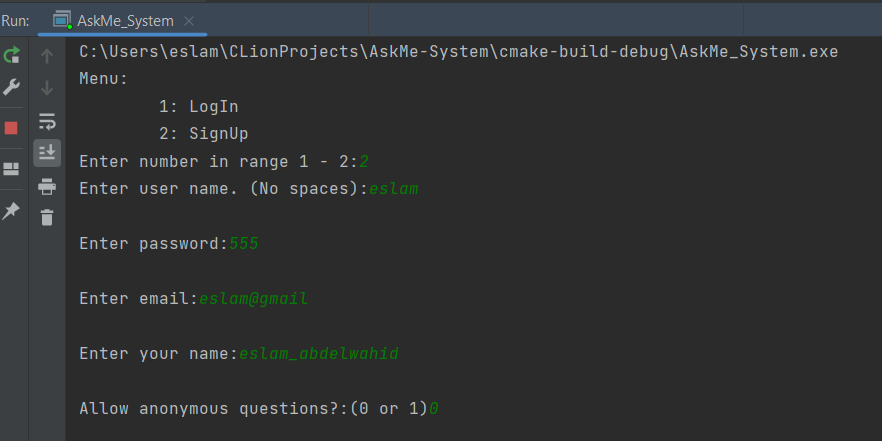 Run: AskMe_System
C:\Users\eslam\CLionProjects\AskMe-System\cmake-build-debug\AskMe_System.exe
Menu:
1: LogIn
2: SignUp
Enter number in range 1 - 2:2
Enter user name. (No spaces):eslam
Enter password:555
Enter email:eslam@gmail
Enter your name:eslam_abdelwahid
Allow anonymous questions?:(0 or 1)0